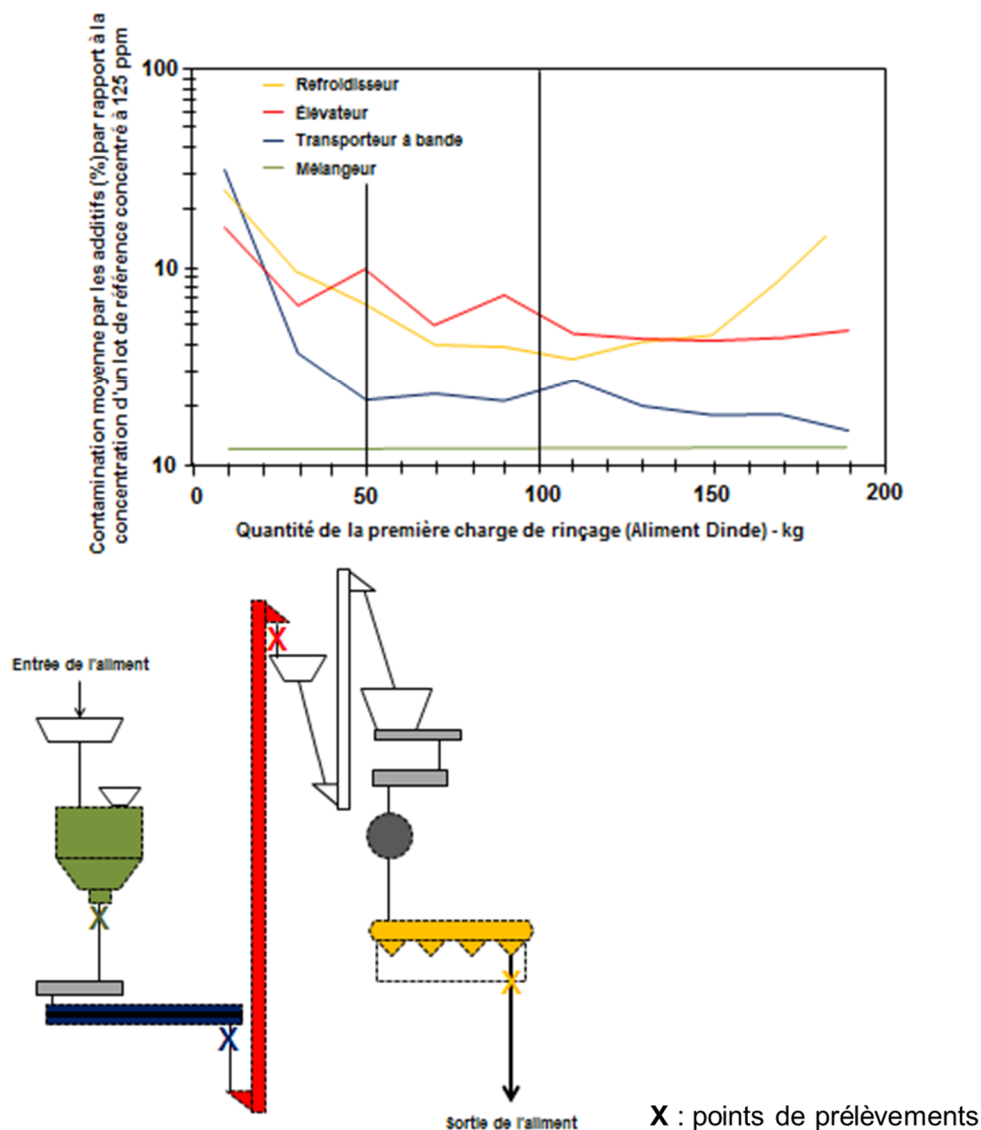 Contamination moyenne par les additifs (%)par rapport à la
concentration d'un lot de référence concentré à 125 ppm
100
Refroidisseur
Élévateur
Transporteur à bande
Mélangeur
10
10
0
50
100
150
200
Quantité de la première charge de rinçage (Aliment Dinde) - kg
X
Entrée de l'aliment
X
X
X
Sortie de l'aliment
X : points de prélèvements